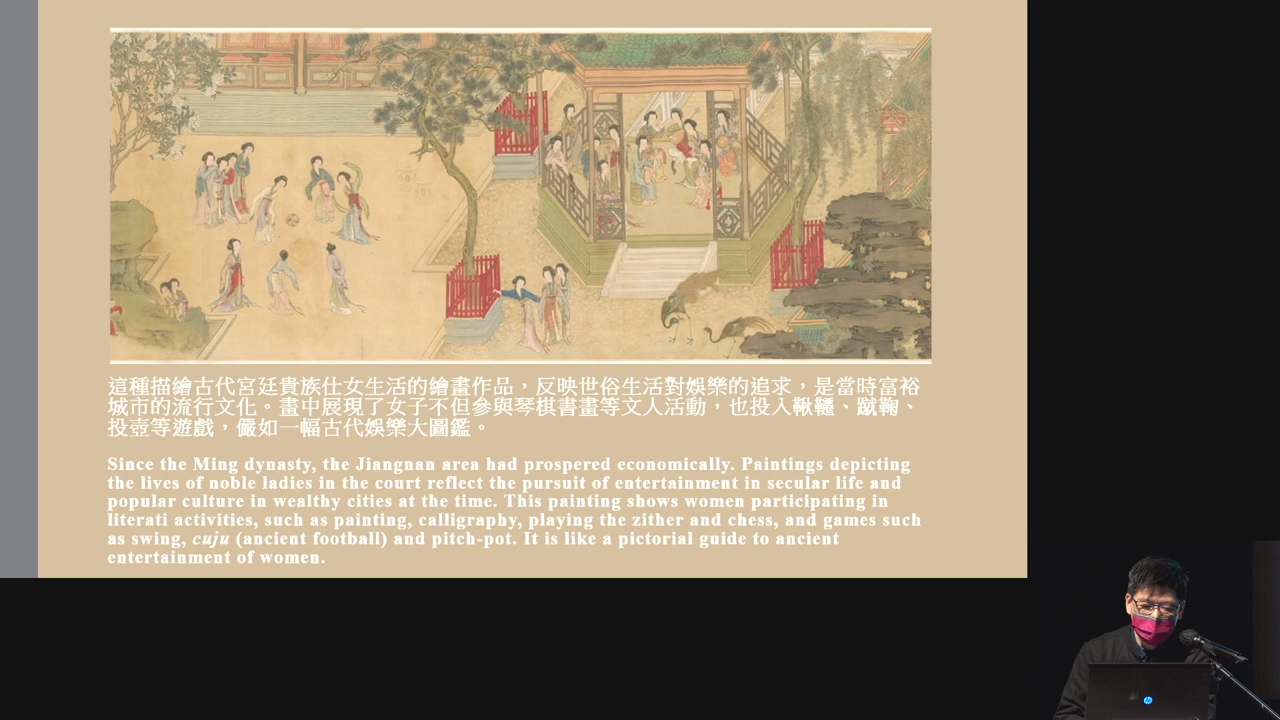 這種描繪古代宮廷貴族仕女生活的繪畫作品，反映世俗生活對娛樂的追求，是當時富裕
城市的流行文化。畫中展現了女子不但參與琴棋書畫等文人活動，也投入鞦韆、蹴鞠、
投壺等遊戲，儼如一幅古代娛樂大圖鑑。
Since the Ming dynasty, the Jiangnan area had prospered economically. Paintings depicting
the lives of noble ladies in the court reflect the pursuit of entertainment in secular life and
popular culture in wealthy cities at the time. This painting shows women participating in
literati activities, such as painting, calligraphy, playing the zither and chess, and games such
as swing, cuju (ancient football) and pitch-pot. It is like a pictorial guide to ancient
entertainment of women.
hp